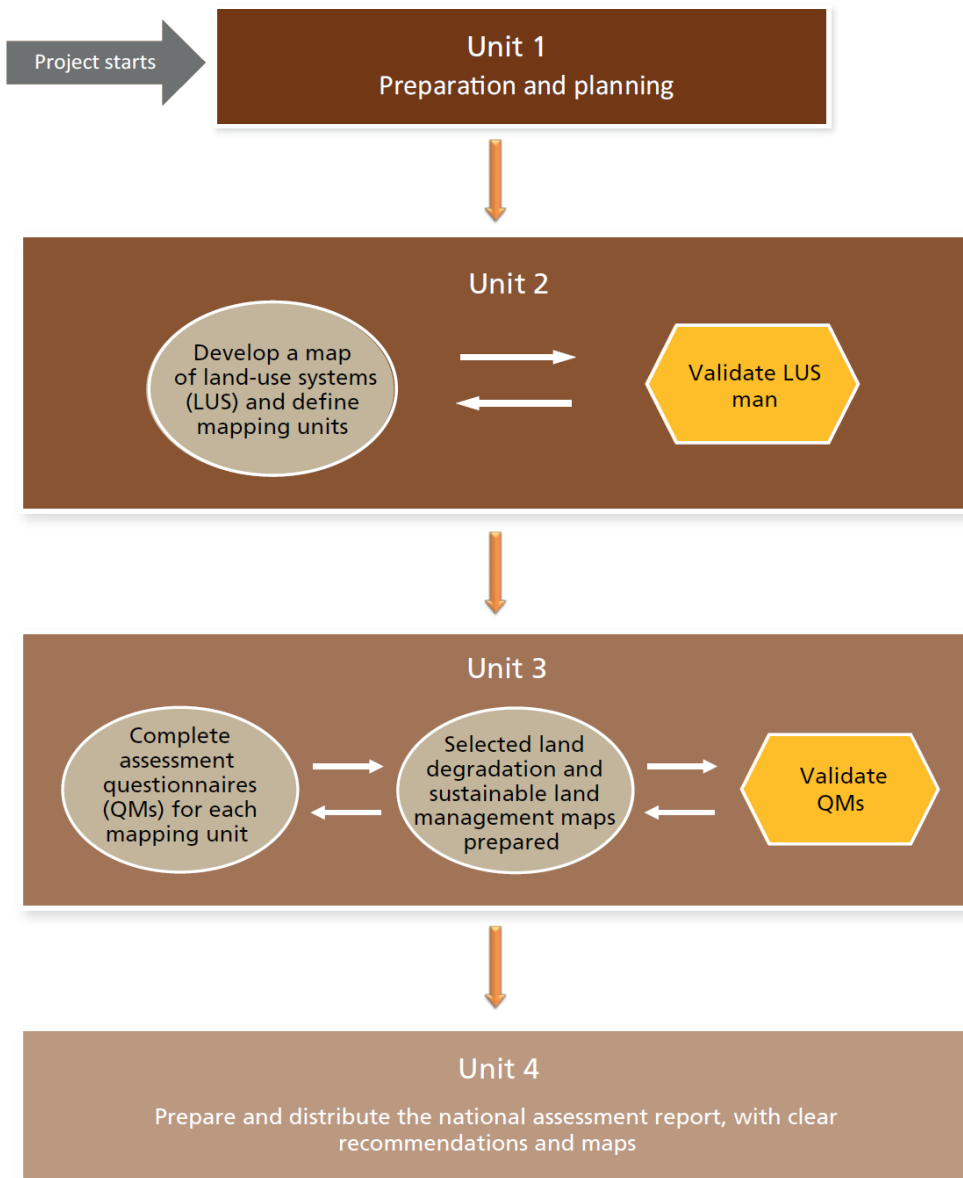 Project starts
Unit 1
Preparation and planning
Unit 2
Develop a map
of land-use systems
(LUS) and define
mapping units
Validate LUS
man
Unit 3
Complete
assessment
questionnaires
(QMs) for each
mapping unit
Selected land
degradation and
sustainable land
management maps
prepared
Validate
QMs
Unit 4
Prepare and distribute the national assessment report, with clear
recommendations and maps